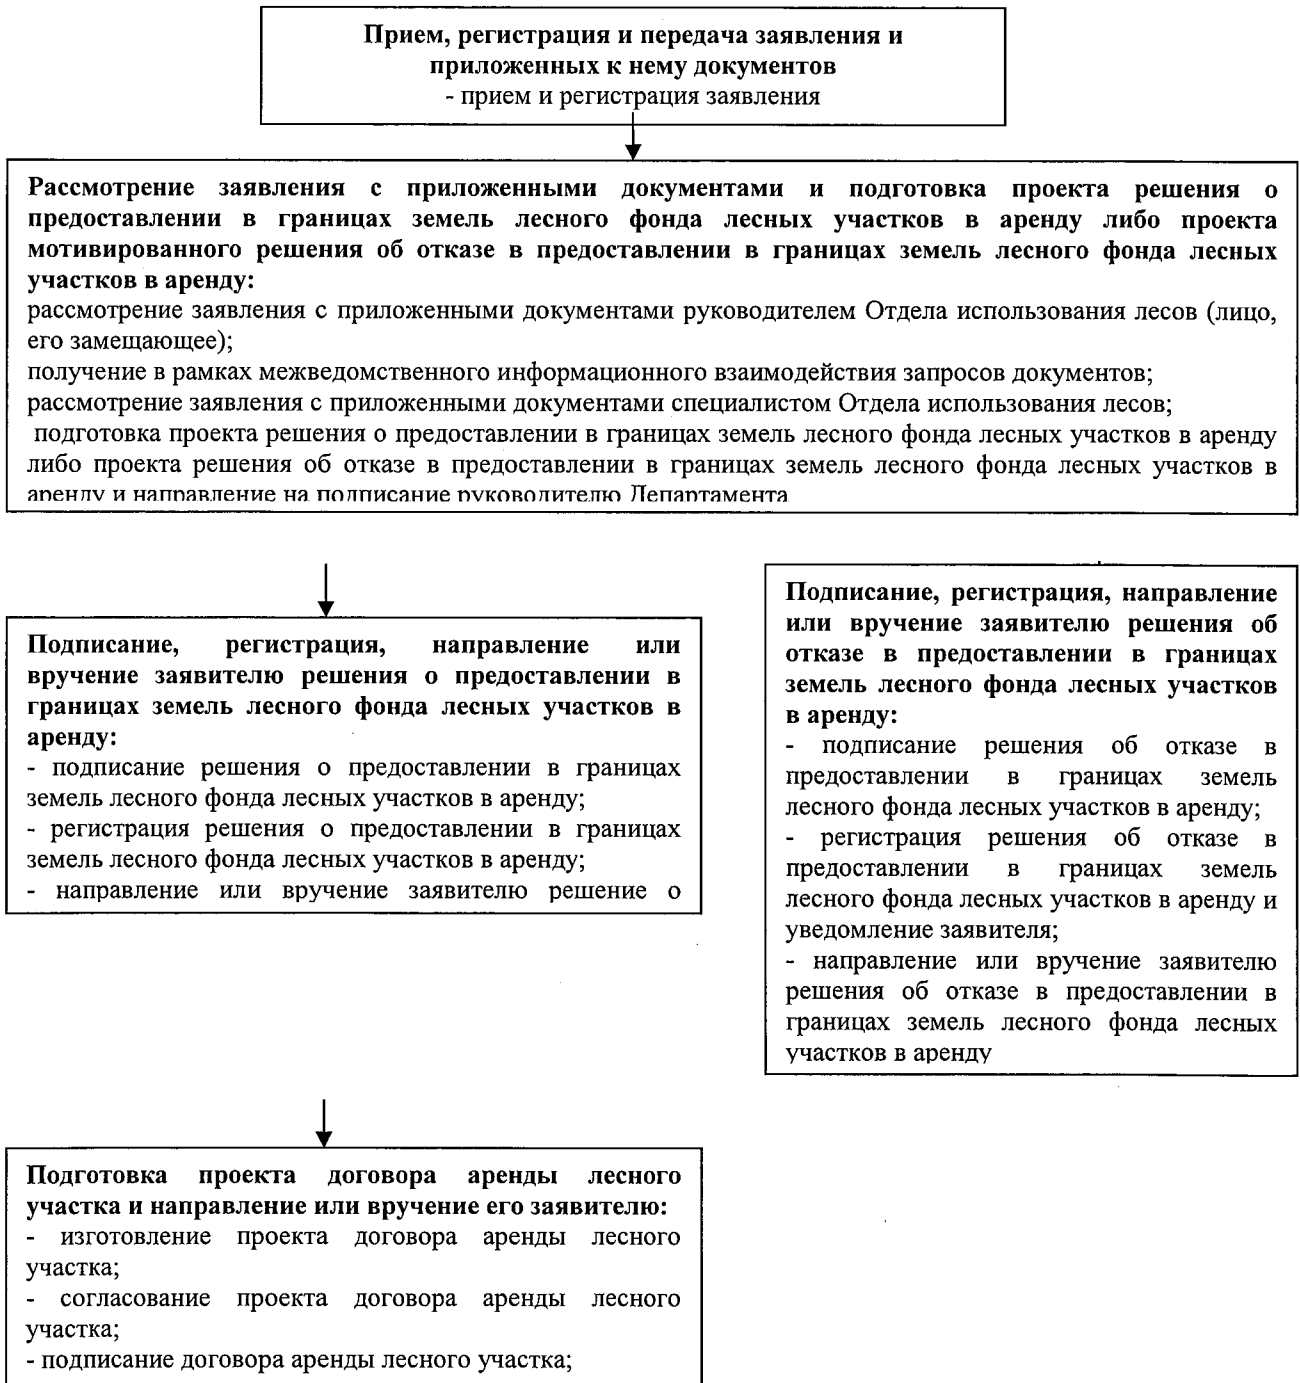 Прием, регистрация и передача заявления и
приложенных к нему документов
- прием и регистрация заявления
Рассмотрение заявления с приложенными документами и подготовка проекта решения о
предоставлении в границах земель лесного фонда лесных участков в аренду либо проекта
мотивированного решения об отказе в предоставлении в границах земель лесного фонда лесных
участков в аренду:
рассмотрение заявления с приложенными документами руководителем Отдела использования лесов (лицо,
его замещающее);
получение в рамках межведомственного информационного взаимодействия запросов документов;
рассмотрение заявления с приложенными документами специалистом Отдела использования лесов;
подготовка проекта решения о предоставлении в границах земель лесного фонда лесных участков в аренду
либо проекта решения об отказе в предоставлении в границах земель лесного фонда лесных участков в
аренду и направление на подписание руководителю Департамента
Подписание, регистрация, направление или
вручение заявителю решения о предоставлении в
границах земель лесного фонда лесных участков в
аренду:
- подписание решения о предоставлении в границах
земель лесного фонда лесных участков в аренду;
- регистрация решения о предоставлении в границах
земель лесного фонда лесных участков в аренду;
- направление или вручение заявителю решение о
Подписание, регистрация, направление
или вручение заявителю решения об
отказе в предоставлении в границах
земель лесного фонда лесных участков
в аренду:
- подписание решения об отказе в
предоставлении в границах земель
лесного фонда лесных участков в аренду;
- регистрация решения об отказе в
предоставлении в границах земель
лесного фонда лесных участков в аренду и
уведомление заявителя;
- направление или вручение заявителю
решения об отказе в предоставлении в
границах земель лесного фонда лесных
участков в аренду
Подготовка проекта договора аренды лесного
участка и направление или вручение его заявителю:
- изготовление проекта договора аренды лесного
участка;
- согласование проекта договора аренды лесного
участка;
- подписание договора аренды лесного участка;